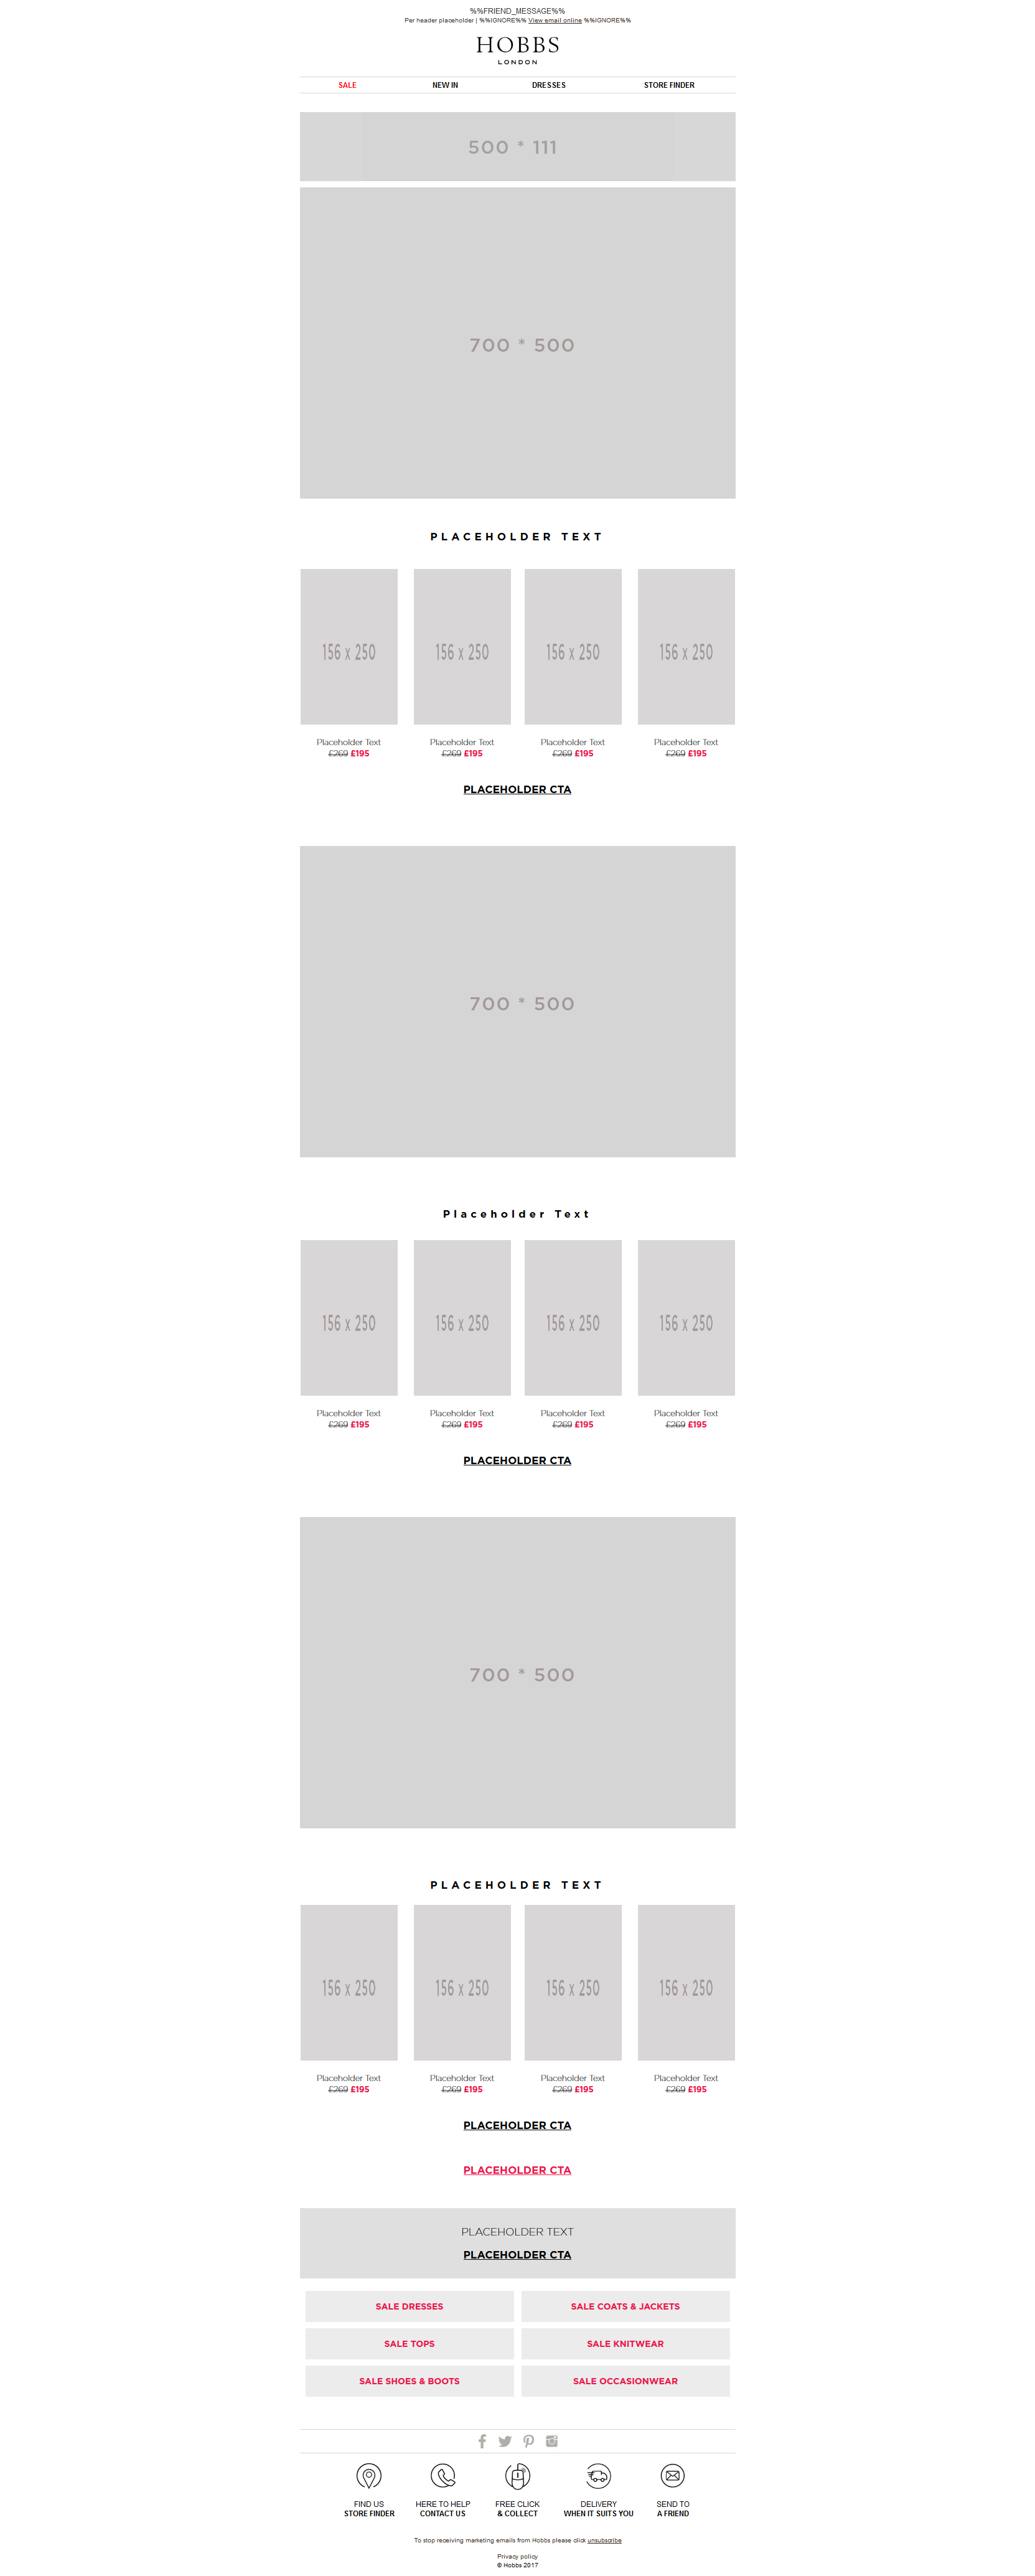 %%FRIEND_MESSAGE%%
Per header placeholder | %%IGNORE%% View email online %%IGNORE%%
HOBBS
LONDON
SALE NEW IN DRESSES STORE FINDER
500 * 111
700 * 500
PLACEHOLDER TEXT
156 x 250 156 x 250 156 x 250 156 x 250
Placeholder Text Placeholder Text Placeholder Text Placeholder Text
£269 £195 £269 £195 £269 £195 £269 £195
PLACEHOLDER CTA
700 * 500
Placeholder Text
156 x 250 156 x 250 156 x 250 156 x 250
Placeholder Text Placeholder Text Placeholder Text Placeholder Text
£269 £195 £269 £195 £269 £195 £269 £195
PLACEHOLDER CTA
700 * 500
PLACEHOLDER TEXT
156 x 250 156 x 250 156 x 250 156 x 250
Placeholder Text Placeholder Text Placeholder Text Placeholder Text
£269 £195 £269 £195 £269 £195 £269 £195
PLACEHOLDER CTA
PLACEHOLDER CTA
PLACEHOLDER TEXT
PLACEHOLDER CTA
SALE DRESSES SALE COATS & JACKETS
SALE TOPS SALE KNITWEAR
SALE SHOES & BOOTS SALE OCCASIONWEAR
FIND US HERE TO HELP FREE CLICK DELIVERY SEND TO
STORE FINDER CONTACT US & COLLECT WHEN IT SUITS YOU A FRIEND
To stop receiving marketing emails from Hobbs please click unsubscribe
Privacy policy
© Hobbs 2017